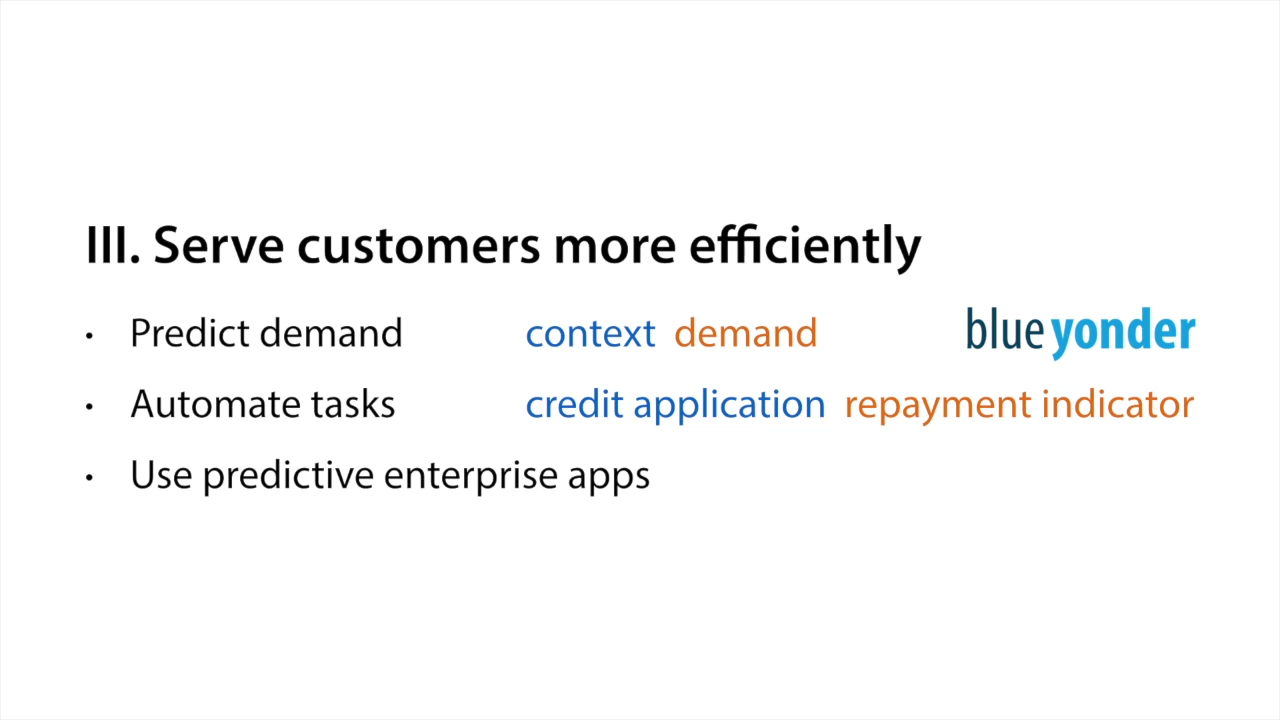 III. Serve customers more efficiently
• Predict demand context demand blue yonder
• Automate tasks credit application repayment indicator
• Use predictive enterprise apps